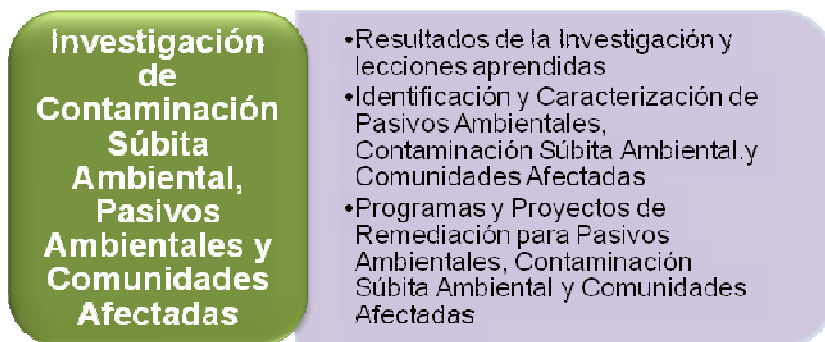 Investigación
de
Contaminación
Súbita
Ambiental,
Pasivos
Ambientales y
Comunidades
Afectadas
•Resultados de la Investigación y
lecciones aprendidas
•Identificación y Caracterización de
Pasivos Ambientales,
Contaminación Súbita Ambiental.y
Comunidades Afectadas
•Programas y Proyectos de
Remediación para Pasivos
Ambientales, Contaminación
Súbita Ambiental y Comunidades
Afectadas